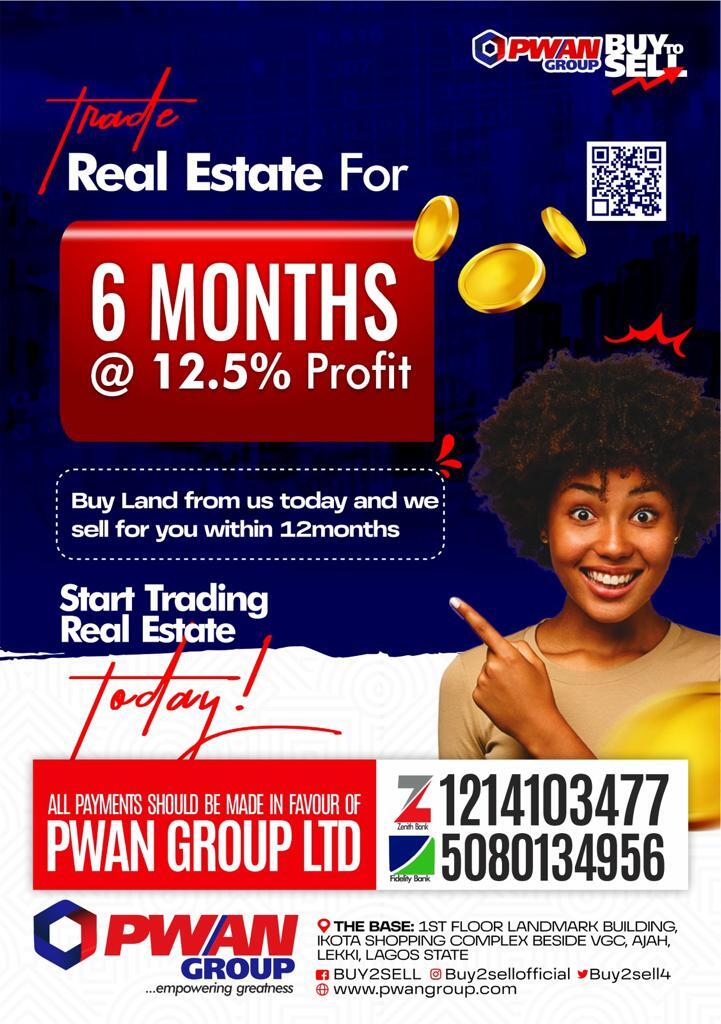 PWAN GROUP BUY TO SELL
Trade
Real Estate For
6 MONTHS
@ 12.5% Profit
Buy Land from us today and we
sell for you within 12months
Start Trading
Real Estate
today!
ALL PAYMENTS SHOULD BE MADE IN FAVOUR OF
PWAN GROUP LTD
Zenith Bank 1214103477
Fidelity Bank 5080134956
PWAN
GROUP
...empowering greatness
THE BASE: 1ST FLOOR LANDMARK BUILDING,
IKOTA SHOPPING COMPLEX BESIDE VGC, AJAH,
LEKKI, LAGOS STATE
BUY2SELL Buy2sellofficial Buy2sell4
www.pwangroup.com